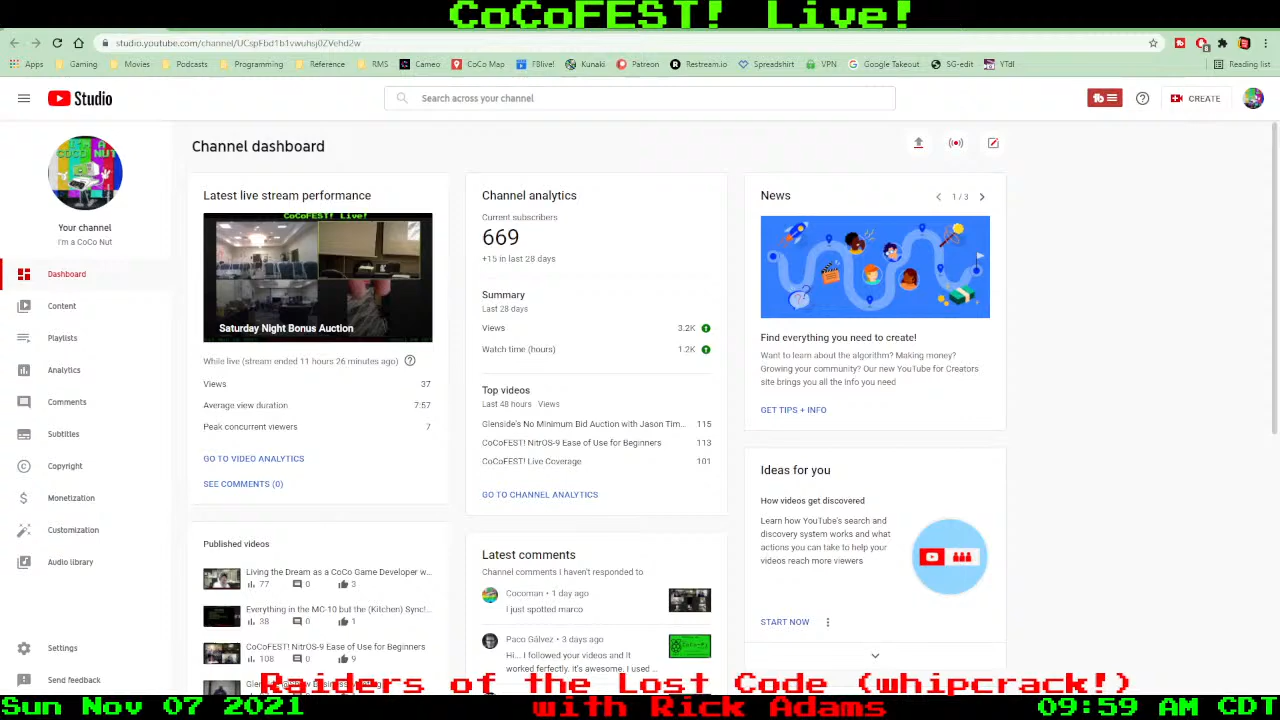 CoCoFEST! Live!
studio.youtube.com/channel/UCspFbd1b1vwuhsj0ZVehd2w
Apps Gaming Movies Podcasts Programming Reference RMS Cameo CoCo Map FBlive! Kunaki Patreon Restream.io Spreadshirt VPN Google Takeout SG-edit YTdl Reading list
Studio
Search across your channel
CREATE
I'M A
COCO NUT
Your channel
I'm a CoCo Nut
Dashboard
Content
Playlists
Analytics
Comments
Subtitles
Copyright
Monetization
Customization
Audio library
Settings
Send feedback
Channel dashboard
Latest live stream performance
CoCoFEST! Live!
Saturday Night Bonus Auction
While live (stream ended 11 hours 26 minutes ago)
Views 37
Average view duration 7:57
Peak concurrent viewers 7
GO TO VIDEO ANALYTICS
SEE COMMENTS (0)
Published videos
Living the Dream as a CoCo Game Developer w...
77 0 3
Everything in the MC-10 but the (Kitchen) Sync!...
38 0 1
CoCoFEST! NitrOS-9 Ease of Use for Beginners
108 0 9
Channel analytics
Current subscribers
669
+15 in last 28 days
Summary
Last 28 days
Views 3.2K
Watch time (hours) 1.2K
Top videos
Last 48 hours Views
Glenside's No Minimum Bid Auction with Jason Tim... 115
CoCoFEST! NitrOS-9 Ease of Use for Beginners 113
CoCoFEST! Live Coverage 101
GO TO CHANNEL ANALYTICS
Latest comments
Channel comments I haven't responded to
Cocoman • 1 day ago
I just spotted marco
Paco Gálvez • 3 days ago
Hi... I followed your videos and It
worked ferfectly. It's awesome. I used ...
News
1 / 3
Find everything you need to create!
Want to learn about the algorithm? Making money?
Growing your community? Our new YouTube for Creators
site brings you all the info you need
GET TIPS + INFO
Ideas for you
How videos get discovered
Learn how YouTube's search and
discovery system works and what
actions you can take to help your
videos reach more viewers
START NOW
Raiders of the Lost Code (whipcrack!)
Sun Nov 07 2021 with Rick Adams 09:59 AM CDT